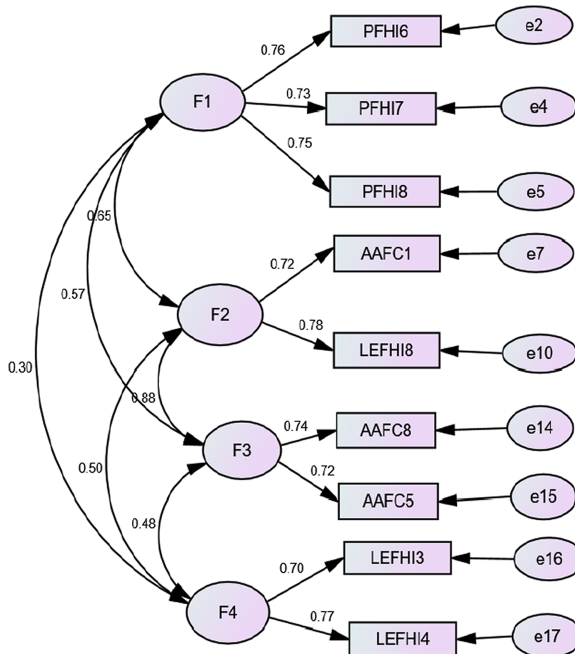 PFHI6
e2
0.76
F1
0.73
PFHI7
e4
0.75
PFHI8
e5
0.65
AAFC1
e7
0.72
0.57
F2
0.78
LEFHI8
e10
0.30
0.88
AAFC8
e14
0.74
F3
0.50
0.72
AAFC5
e15
0.48
LEFHI3
e16
0.70
F4
0.77
LEFHI4
e17